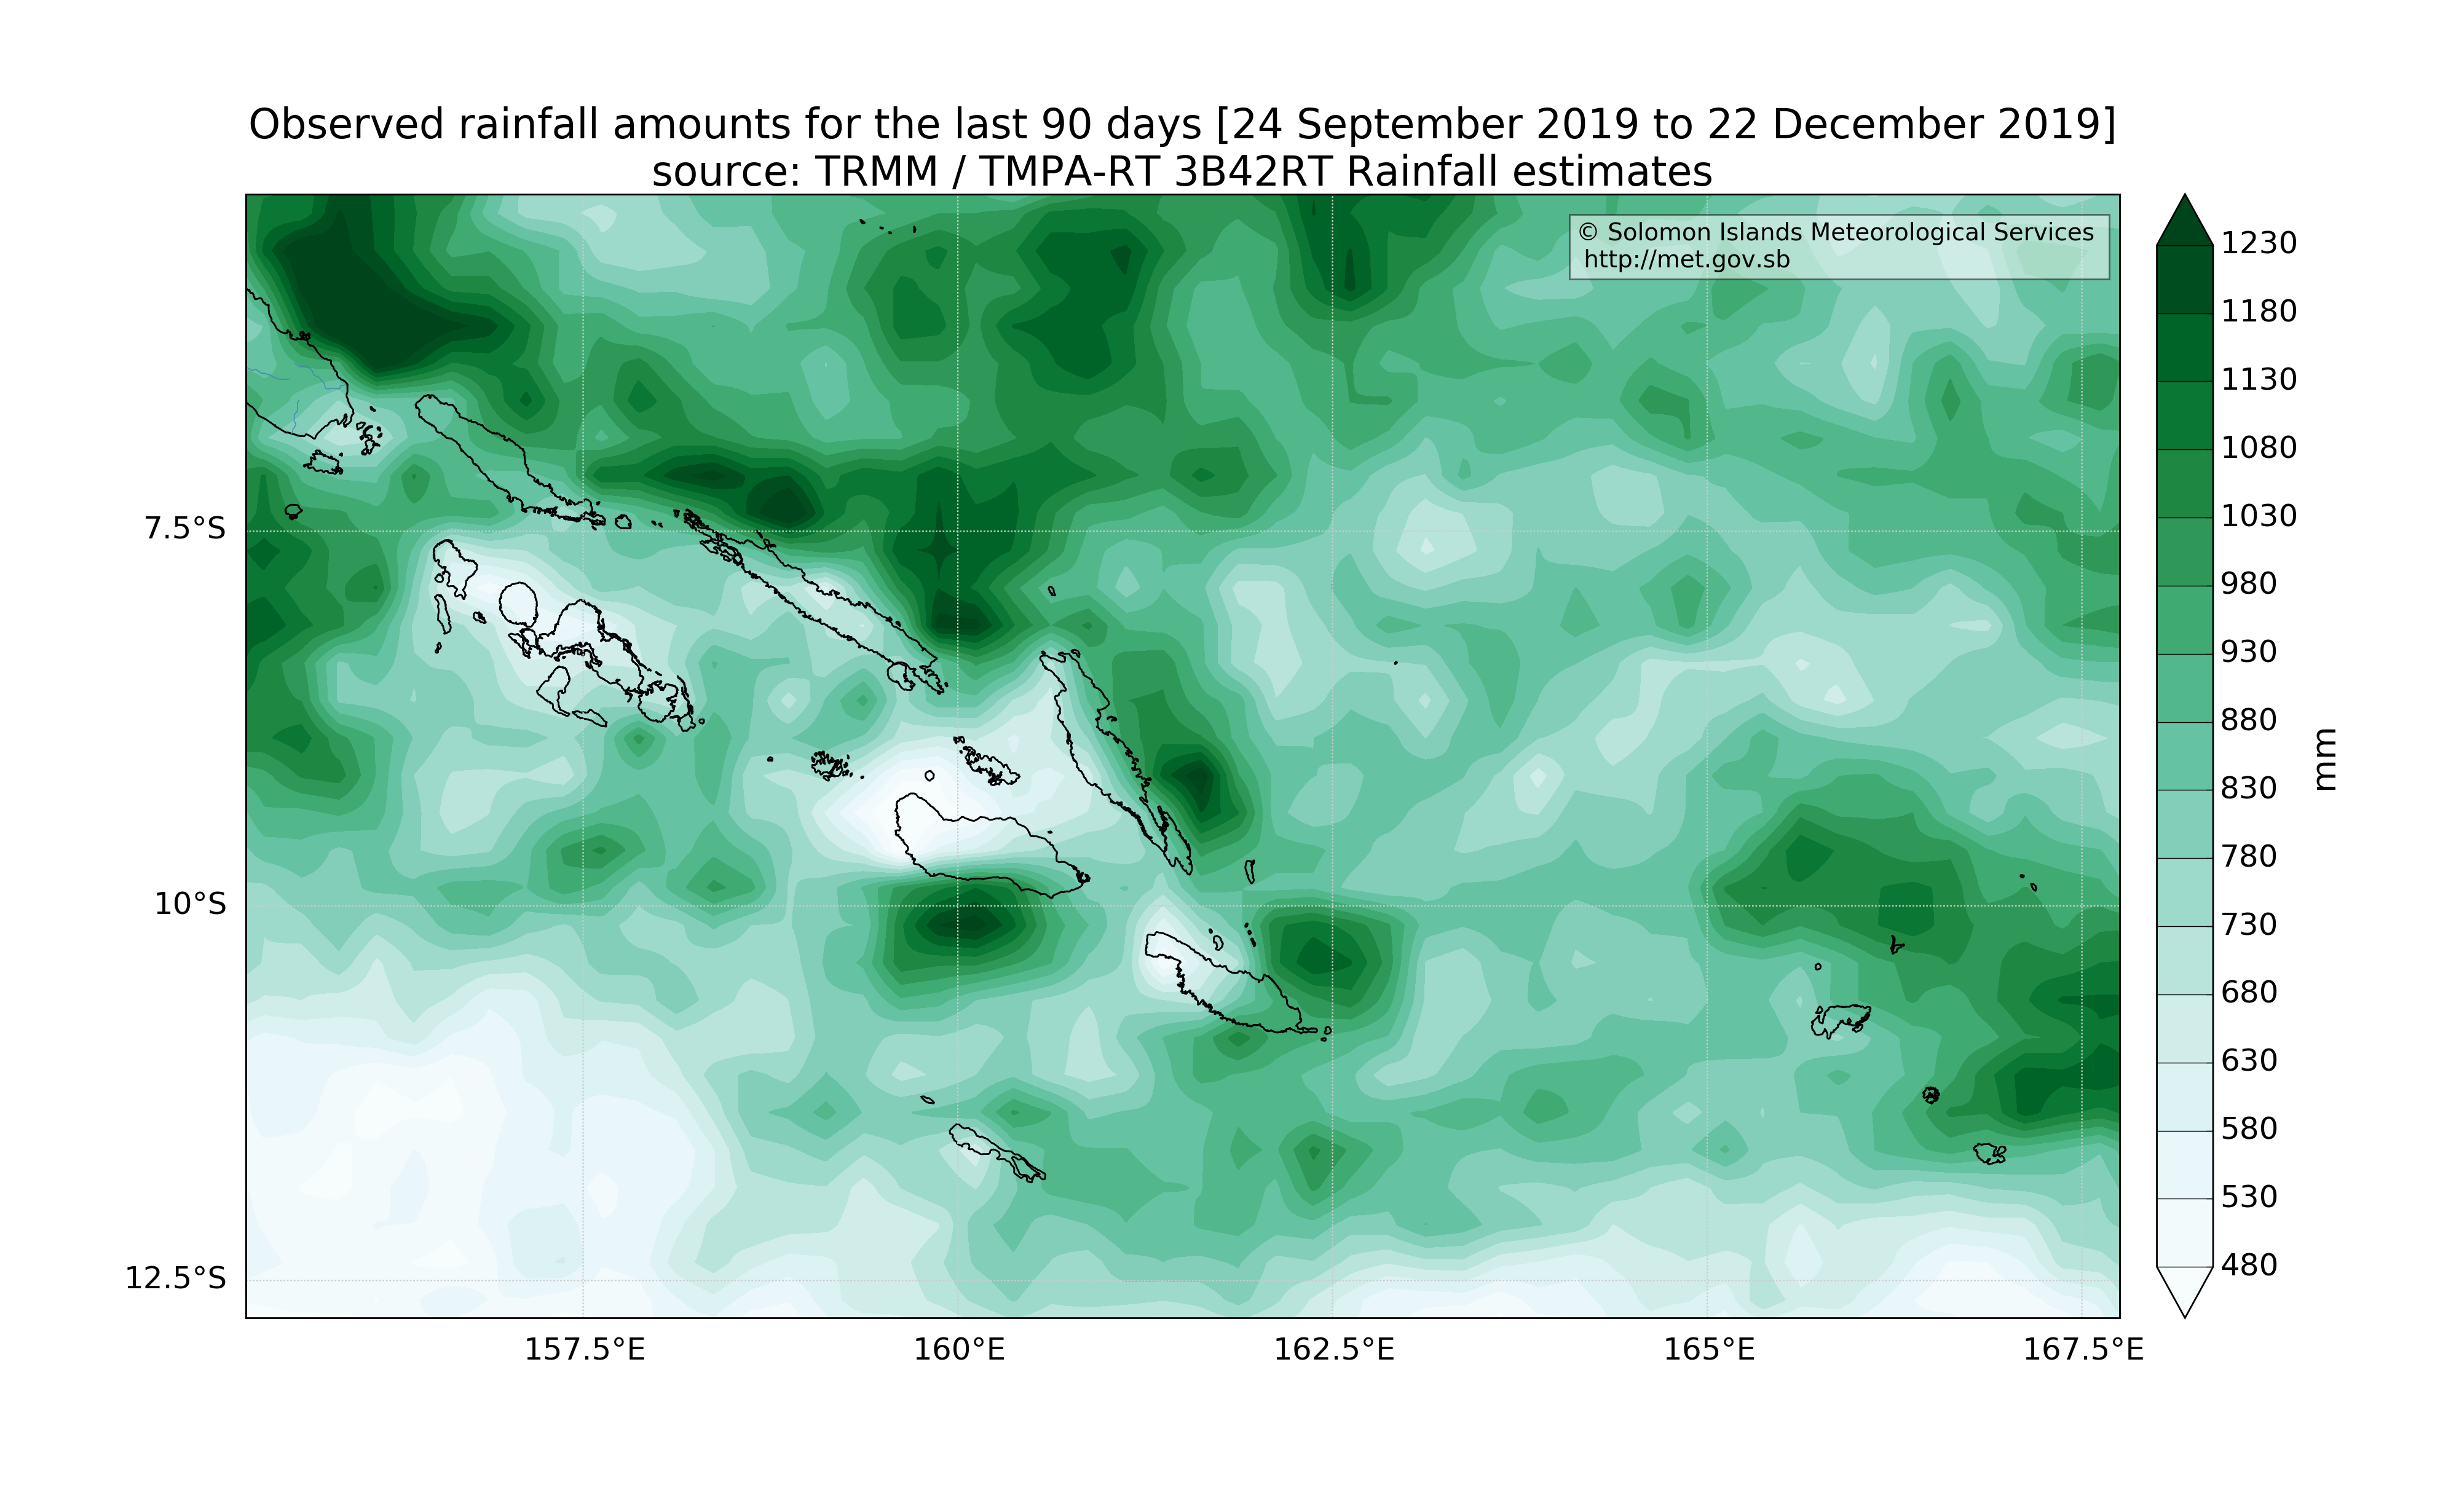 Observed rainfall amounts for the last 90 days [24 September 2019 to 22 December 2019]
source: TRMM / TMPA-RT 3B42RT Rainfall estimates
© Solomon Islands Meteorological Services
http://met.gov.sb
7.5°S
10°S
12.5°S
157.5°E
160°E
162.5°E
165°E
167.5°E
1230
1180
1130
1080
1030
980
930
880
830
780
730
680
630
580
530
480
mm